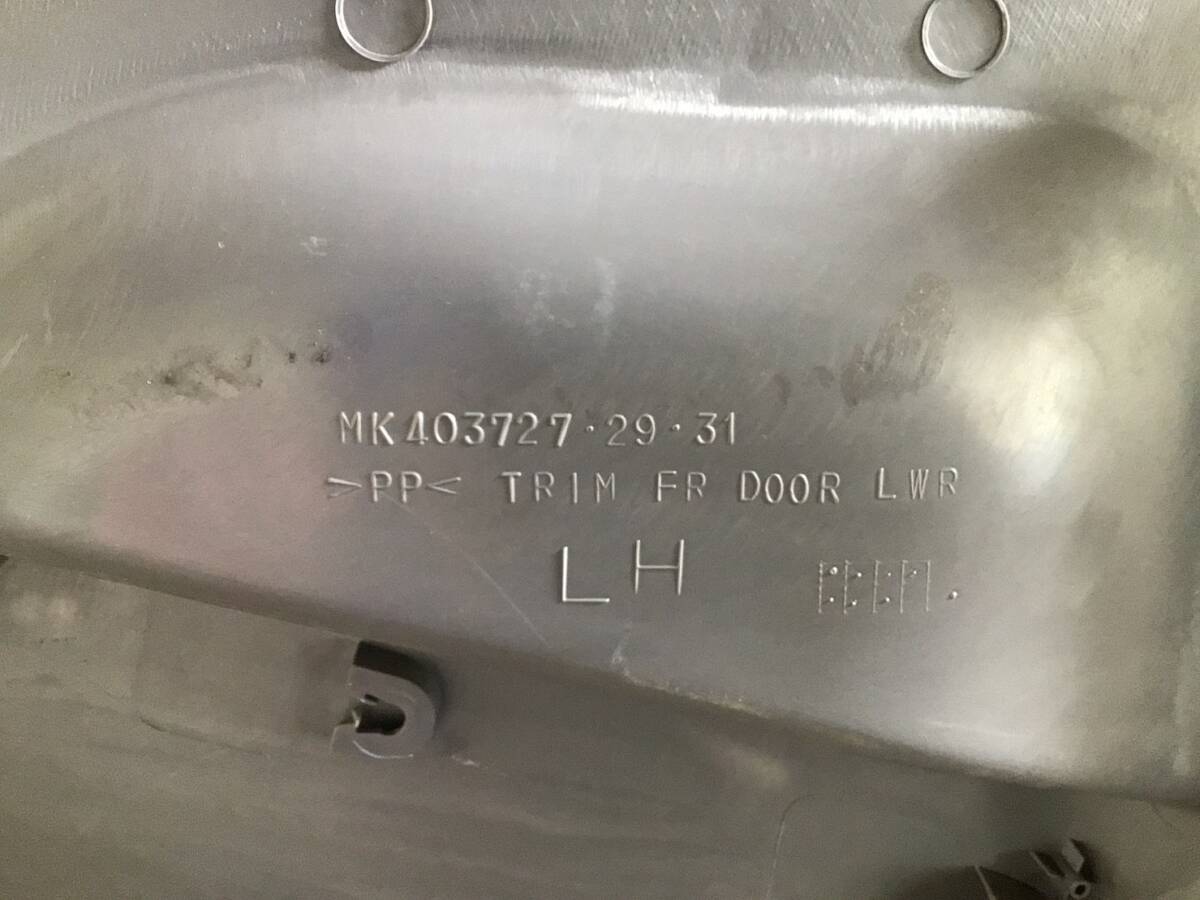 MK403727·29·31
>PP< TRIM FR DOOR LWR
LH